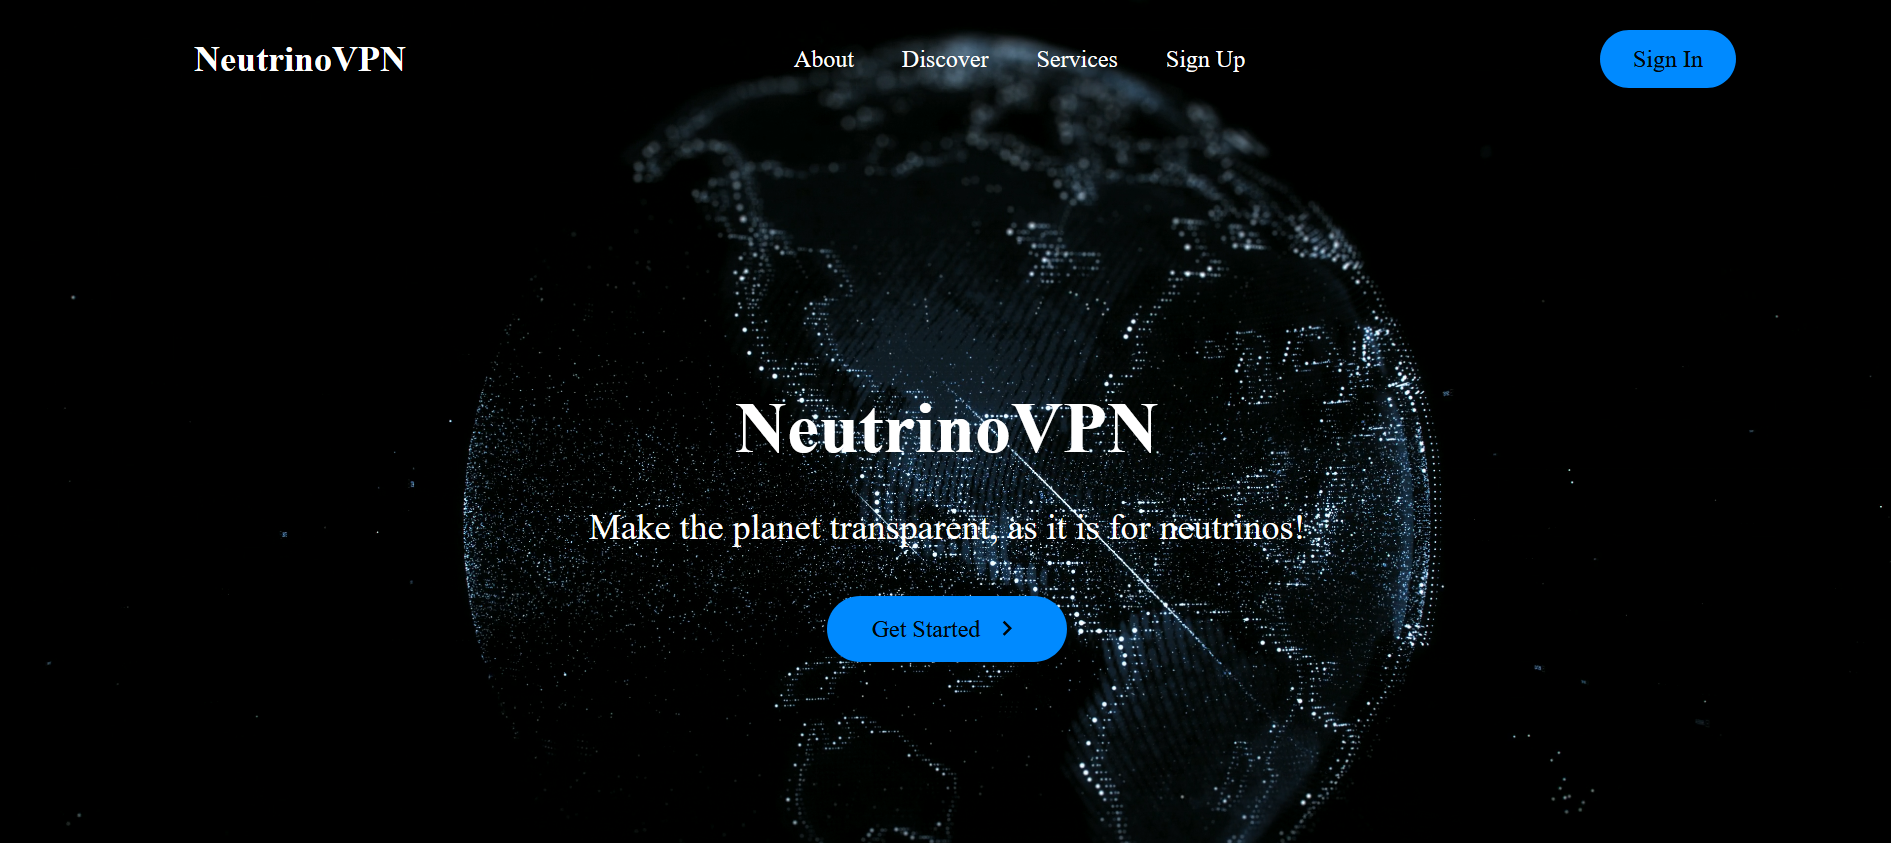 NeutrinoVPN
About
Discover
Services
Sign Up
Sign In
NeutrinoVPN
Make the planet transparent, as it is for neutrinos!
Get Started